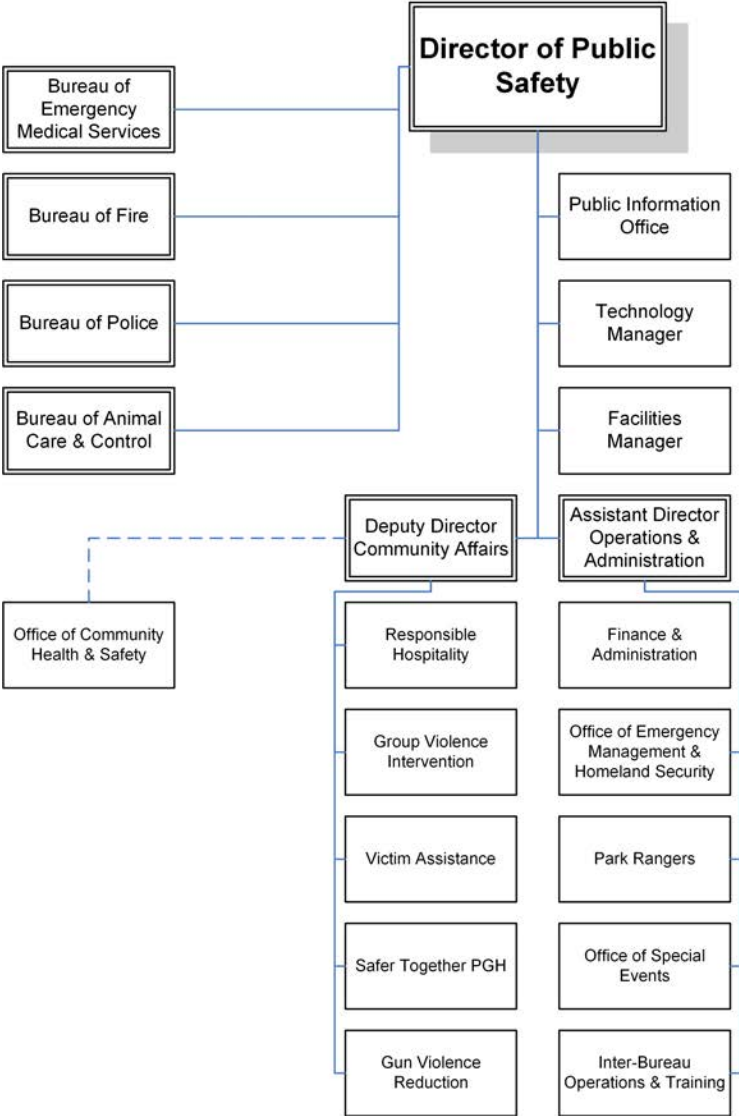 Director of Public
Safety
Bureau of
Emergency
Medical Services
Bureau of Fire
Bureau of Police
Bureau of Animal
Care & Control
Public Information
Office
Technology
Manager
Facilities
Manager
Deputy Director
Community Affairs
Assistant Director
Operations &
Administration
Office of Community
Health & Safety
Responsible
Hospitality
Finance &
Administration
Group Violence
Intervention
Office of Emergency
Management &
Homeland Security
Victim Assistance
Park Rangers
Safer Together PGH
Office of Special
Events
Gun Violence
Reduction
Inter-Bureau
Operations & Training